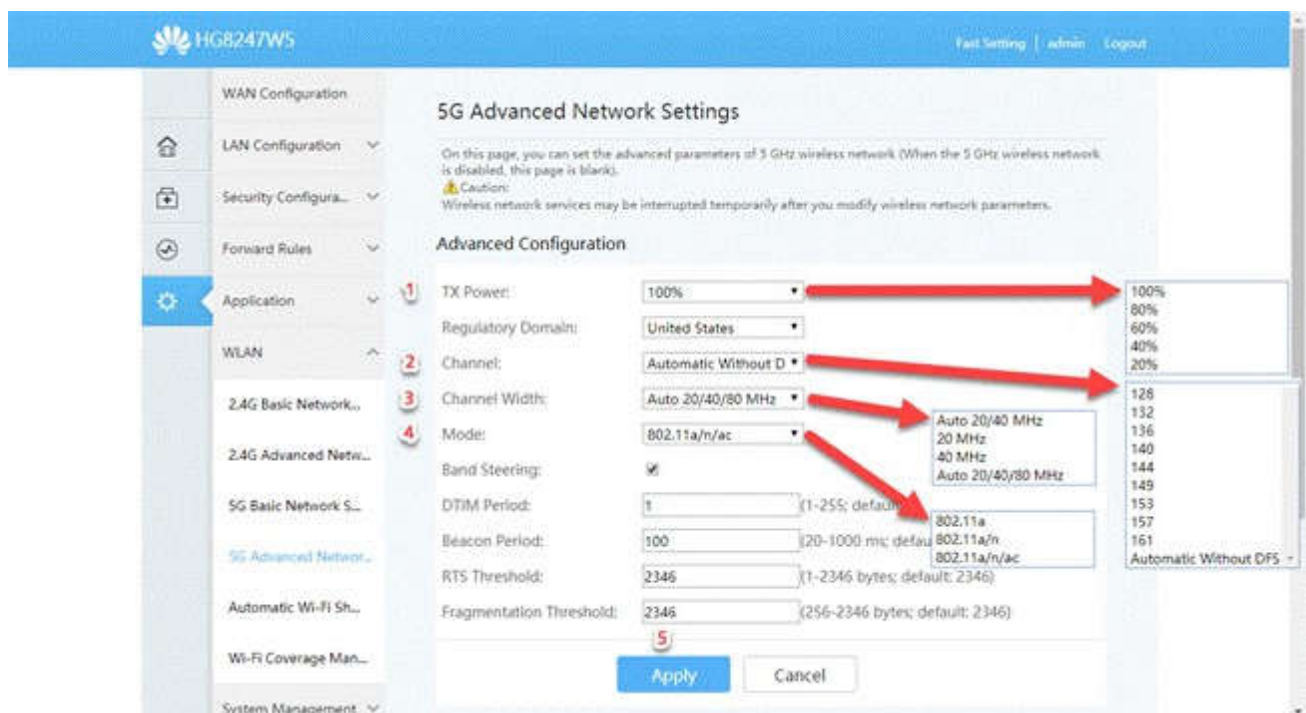 HG8247W5
Fast Setting | admin Logout
WAN Configuration
LAN Configuration
Security Configura...
Forward Rules
Application
WLAN
2.4G Basic Network...
2.4G Advanced Netw...
5G Basic Network S...
5G Advanced Networ...
Automatic Wi-Fi Sh...
Wi-Fi Coverage Man...
System Management
5G Advanced Network Settings
On this page, you can set the advanced parameters of 5 GHz wireless network (When the 5 GHz wireless network
is disabled, this page is blank).
Caution:
Wireless network services may be interrupted temporarily after you modify wireless network parameters.
Advanced Configuration
1 TX Power: 100%
Regulatory Domain: United States
2 Channel: Automatic Without D
3 Channel Width: Auto 20/40/80 MHz
4 Mode: 802.11a/n/ac
Band Steering:
DTIM Period: 1 (1-255; defau
Beacon Period: 100 (20-1000 ms; defau
RTS Threshold: 2346 (1-2346 bytes; default: 2346)
Fragmentation Threshold: 2346 (256-2346 bytes; default: 2346)
5
Apply Cancel
100%
80%
60%
40%
20%
128
132
136
140
144
149
153
157
161
Automatic Without DFS
Auto 20/40 MHz
20 MHz
40 MHz
Auto 20/40/80 MHz
802.11a
802.11a/n
802.11a/n/ac